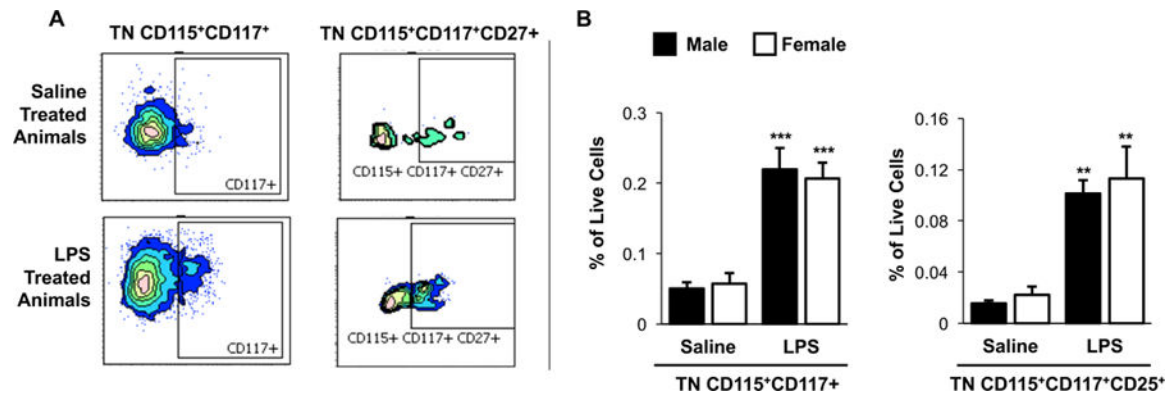 A
TN CD115⁺CD117⁺
TN CD115⁺CD117⁺CD27+
Saline
Treated
Animals
CD117+
CD115+ CD117+ CD27+
LPS
Treated
Animals
CD117+
CD115+ CD117+ CD27+
B
Male
Female
% of Live Cells
0.3
0.2
0.1
0
***
***
Saline
LPS
TN CD115⁺CD117+
% of Live Cells
0.16
0.12
0.08
0.04
0
**
**
Saline
LPS
TN CD115⁺CD117⁺CD25⁺